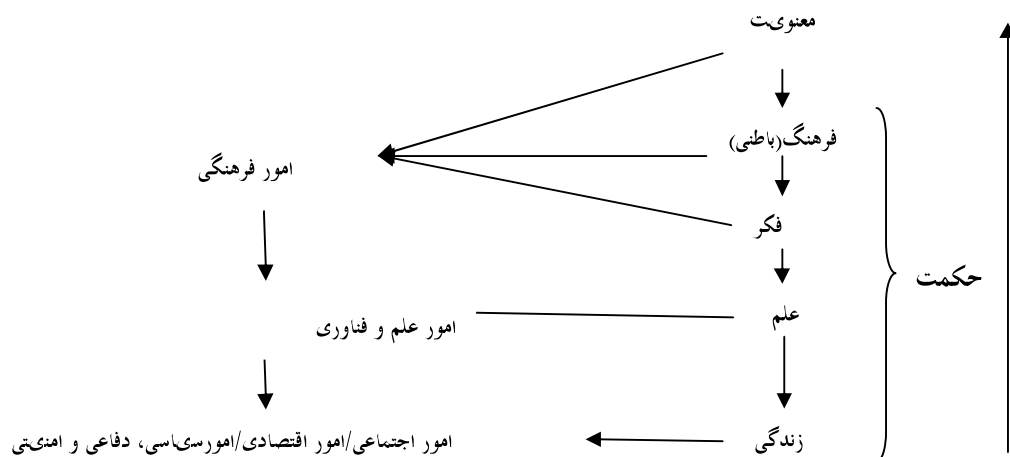 معنویت
فرهنگ(باطنی)
امور فرهنگی
فکر
حکمت
علم
امور علم و فناوری
زندگی
امور اجتماعی/امور اقتصادی/امورسیاسی، دفاعی و امنیتی